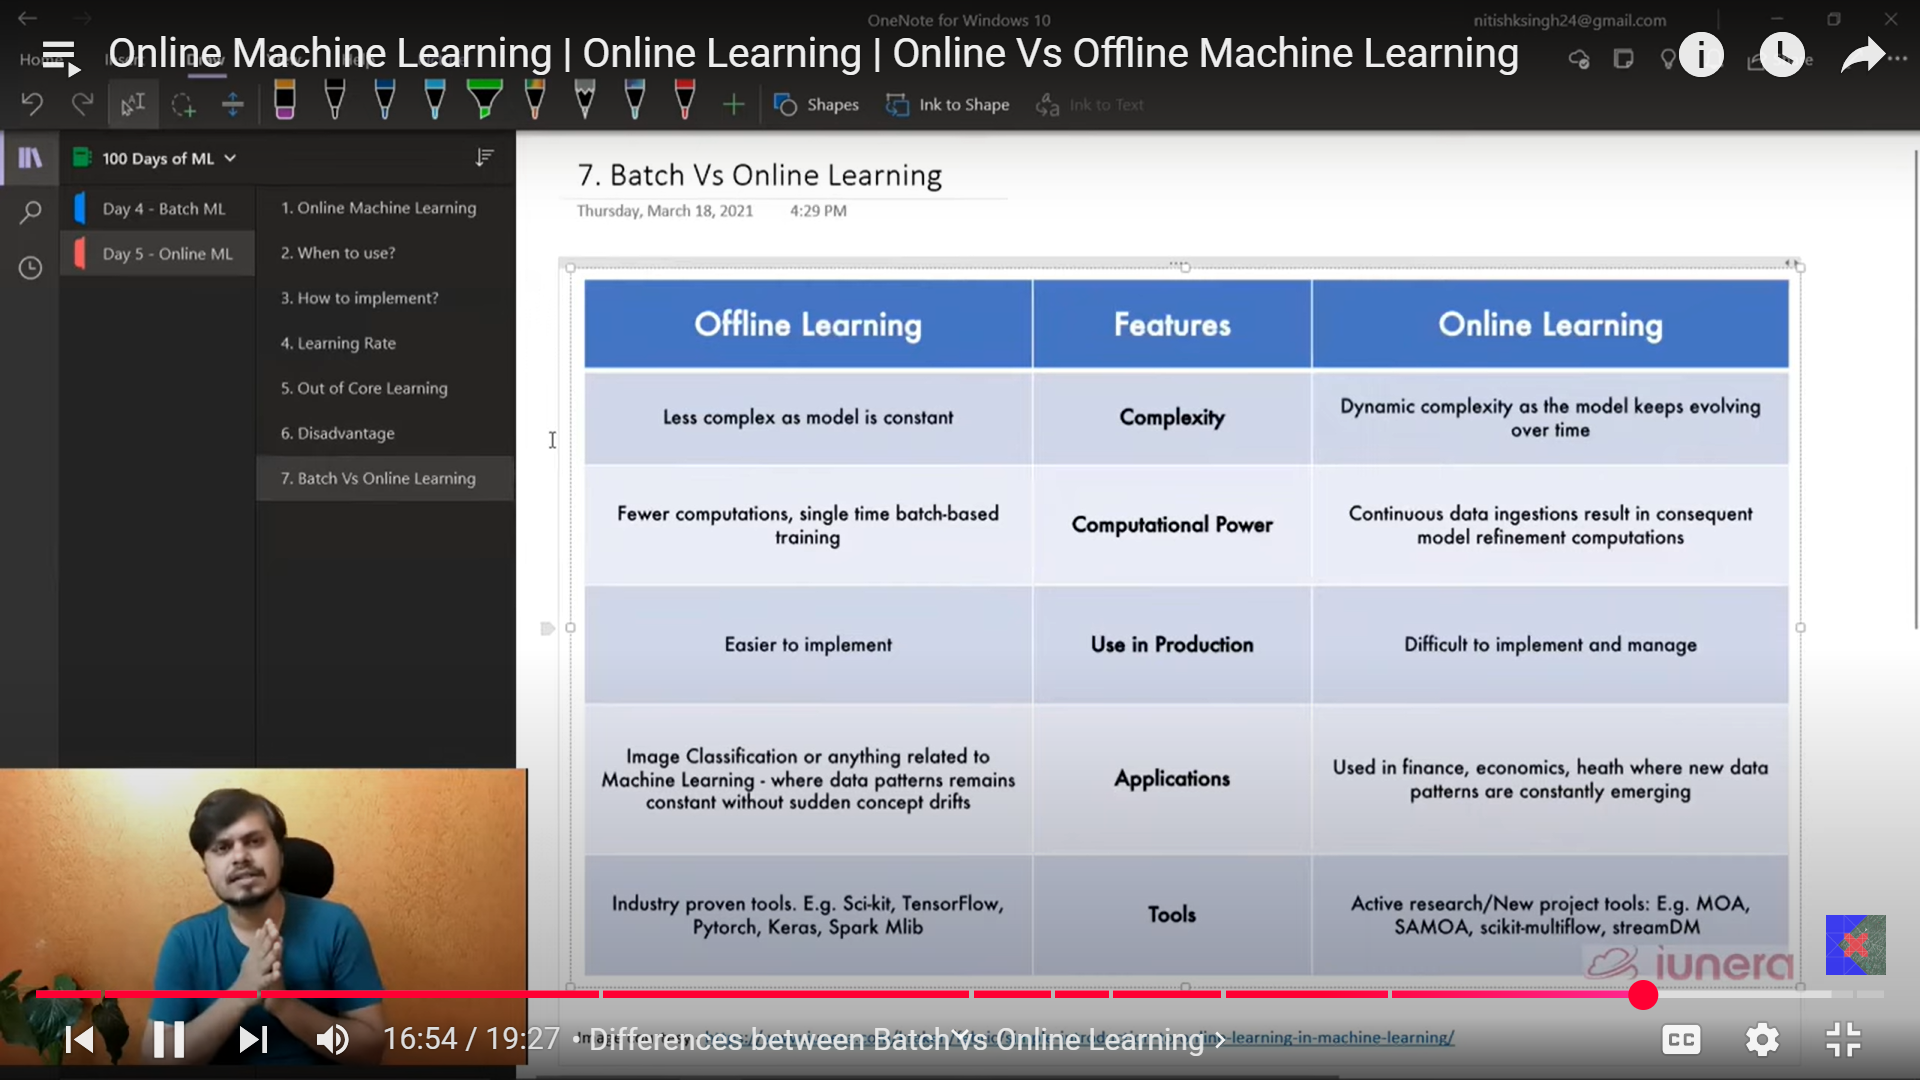 OneNote for Windows 10
nitishksingh24@gmail.com
Online Machine Learning | Online Learning | Online Vs Offline Machine Learning
Shapes
Ink to Shape
Ink to Text
100 Days of ML
Day 4 - Batch ML
Day 5 - Online ML
1. Online Machine Learning
2. When to use?
3. How to implement?
4. Learning Rate
5. Out of Core Learning
6. Disadvantage
7. Batch Vs Online Learning
7. Batch Vs Online Learning
Thursday, March 18, 2021 4:29 PM
Offline Learning Features Online Learning
Less complex as model is constant
Complexity
Dynamic complexity as the model keeps evolving
over time
Fewer computations, single time batch-based
training
Computational Power
Continuous data ingestions result in consequent
model refinement computations
Easier to implement
Use in Production
Difficult to implement and manage
Image Classification or anything related to
Machine Learning - where data patterns remains
constant without sudden concept drifts
Applications
Used in finance, economics, heath where new data
patterns are constantly emerging
Industry proven tools. E.g. Sci-kit, TensorFlow,
Pytorch, Keras, Spark Mlib
Tools
Active research/New project tools: E.g. MOA,
SAMOA, scikit-multiflow, streamDM
iunera
16:54 / 19:27 • Differences between Batch Vs Online Learning
-learning-in-machine-learning/
CC